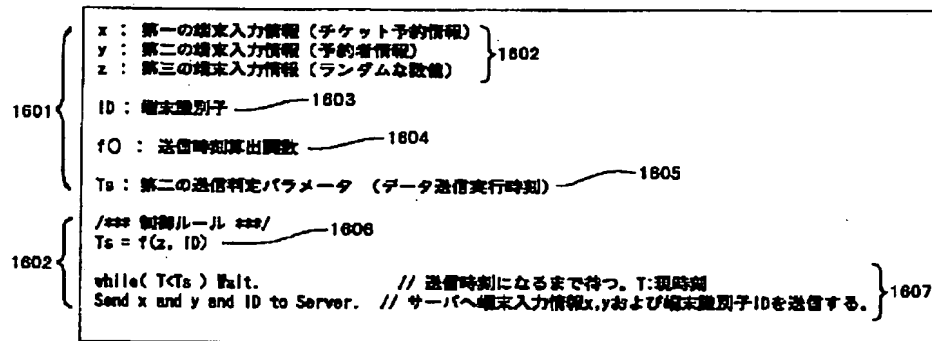 x : 第一の端末入力情報 (チケット予約情報)
y : 第二の端末入力情報 (予約者情報)
1602
z : 第三の端末入力情報 (ランダムな数値)
1601
ID : 端末識別子
1603
f() : 送信時刻算出関数
1604
Ts : 第二の送信判定パラメータ (データ送信実行時刻)
1605
/*** 制御ルール ***/
Ts = f(z, ID)
1606
1602
while( T<Ts ) Wait. // 送信時刻になるまで待つ。T:現時刻
Send x and y and ID to Server. // サーバへ端末入力情報x,yおよび端末識別子IDを送信する。
1607